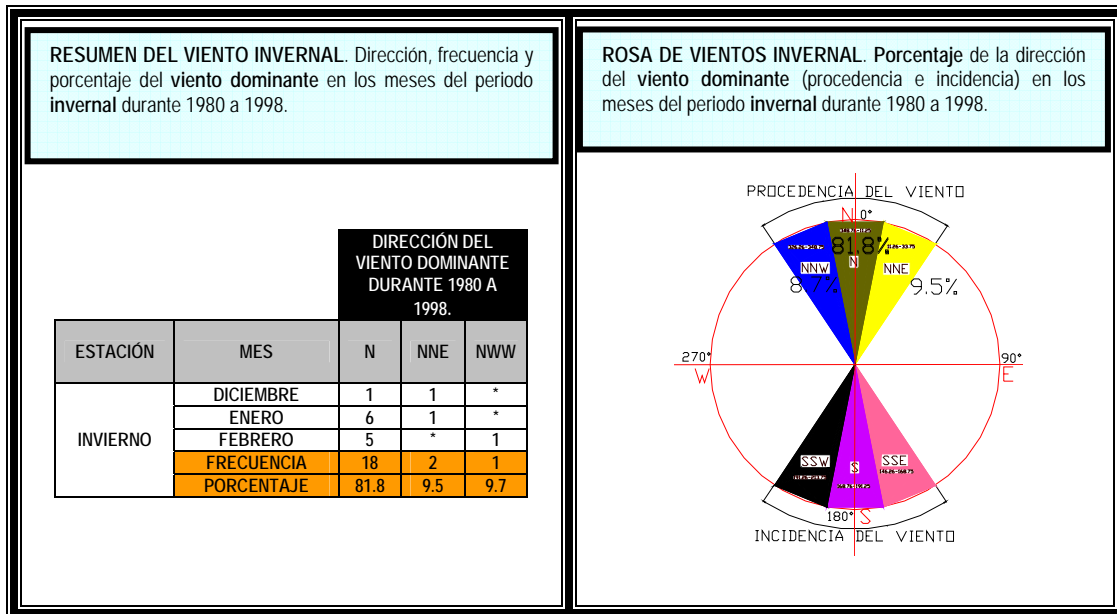 RESUMEN DEL VIENTO INVERNAL. Dirección, frecuencia y
porcentaje del viento dominante en los meses del periodo
invernal durante 1980 a 1998.
DIRECCIÓN DEL
VIENTO DOMINANTE
DURANTE 1980 A
1998.
ESTACIÓN MES N NNE NWW
INVIERNO
DICIEMBRE 1 1 *
ENERO 6 1 *
FEBRERO 5 * 1
FRECUENCIA 18 2 1
PORCENTAJE 81.8 9.5 9.7
ROSA DE VIENTOS INVERNAL. Porcentaje de la dirección
del viento dominante (procedencia e incidencia) en los
meses del periodo invernal durante 1980 a 1998.
PROCEDENCIA DEL VIENTO
N 0°
81.8%
NNW N NNE
8.7% 9.5%
270° 90°
W E
SSW S SSE
180° S
INCIDENCIA DEL VIENTO